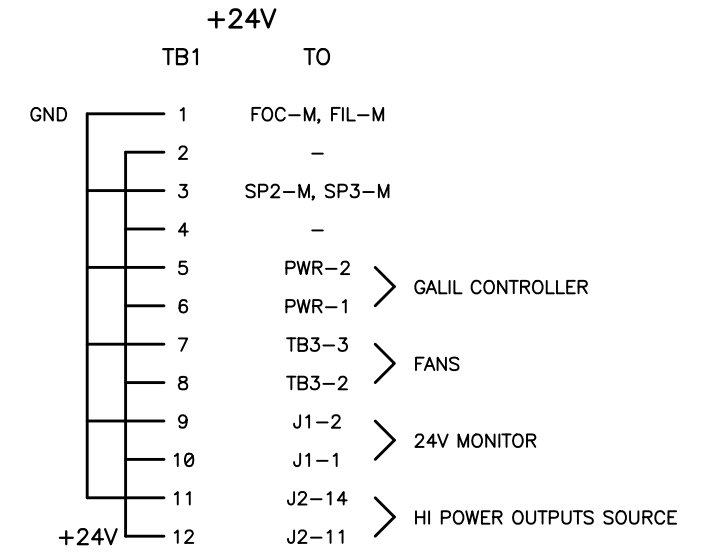 +24V
TB1 TO
GND 1 FOC-M, FIL-M
2 -
3 SP2-M, SP3-M
4 -
5 PWR-2
GALIL CONTROLLER
6 PWR-1
7 TB3-3
FANS
8 TB3-2
9 J1-2
24V MONITOR
10 J1-1
11 J2-14
HI POWER OUTPUTS SOURCE
+24V 12 J2-11